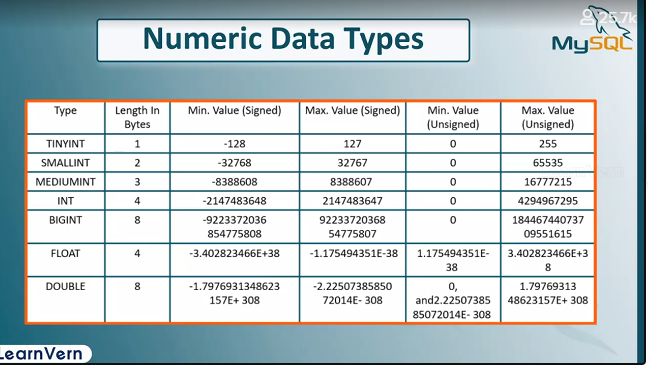 25.7k
Numeric Data Types
MySQL
Type Length In Min. Value (Signed) Max. Value (Signed) Min. Value Max. Value
Bytes (Unsigned) (Unsigned)
TINYINT 1 -128 127 0 255
SMALLINT 2 -32768 32767 0 65535
MEDIUMINT 3 -8388608 8388607 0 16777215
INT 4 -2147483648 2147483647 0 4294967295
BIGINT 8 -9223372036 92233720368 0 184467440737
854775808 54775807 09551615
FLOAT 4 -3.402823466E+38 -1.175494351E-38 1.175494351E- 3.402823466E+3
38 8
DOUBLE 8 -1.7976931348623 -2.22507385850 0, 1.79769313
157E+ 308 72014E- 308 and2.22507385 48623157E+ 308
85072014E- 308
LearnVern